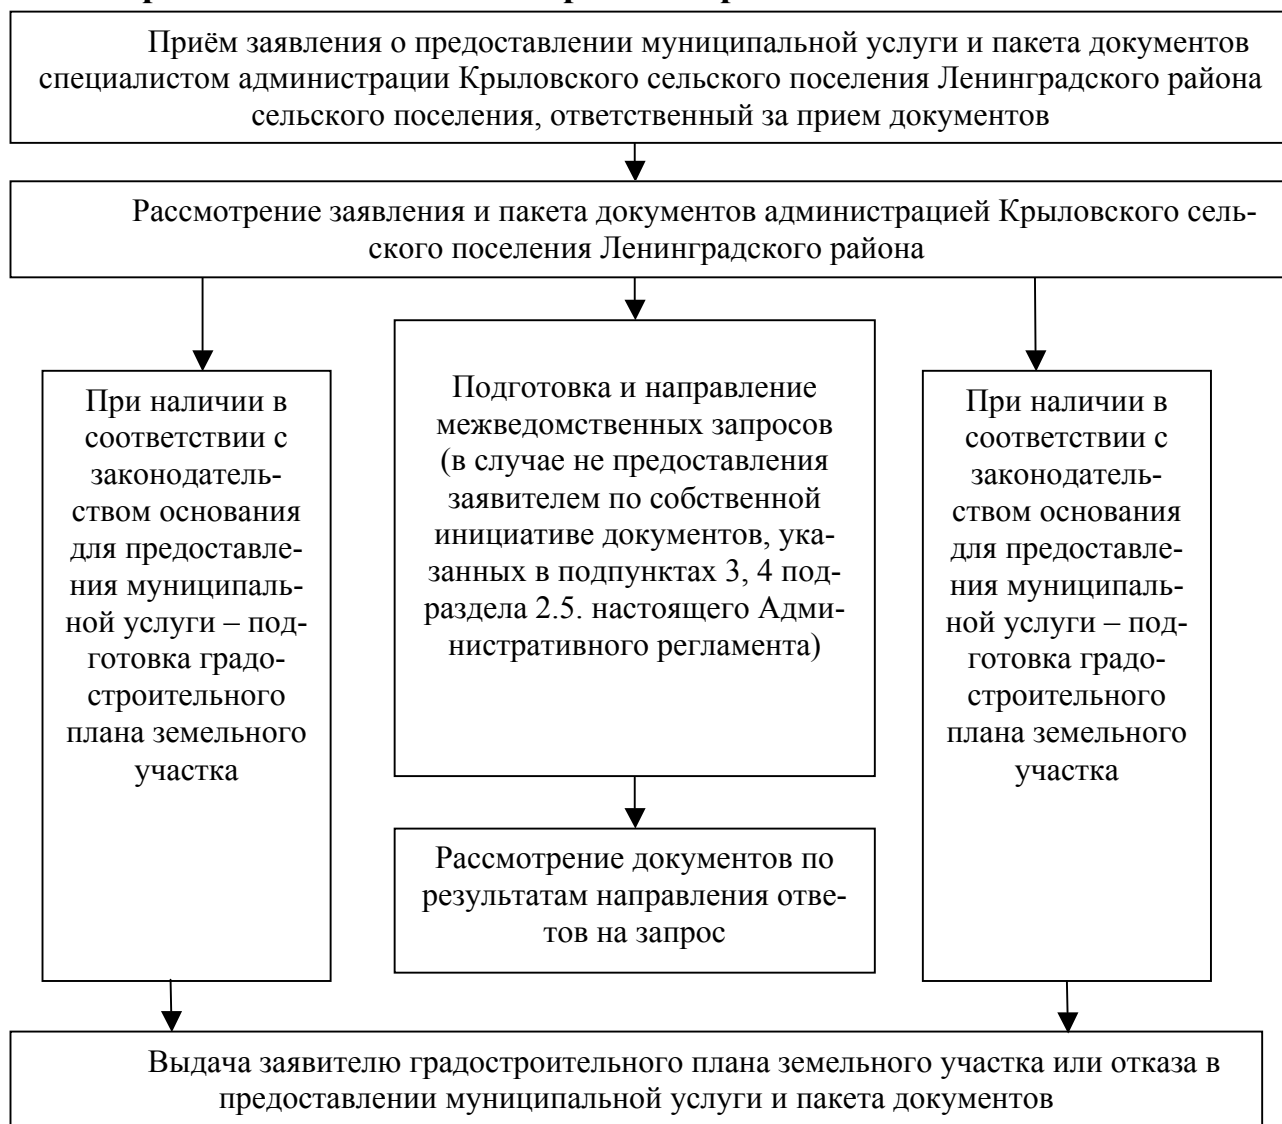 Приём заявления о предоставлении муниципальной услуги и пакета документов
специалистом администрации Крыловского сельского поселения Ленинградского района
сельского поселения, ответственный за прием документов
Рассмотрение заявления и пакета документов администрацией Крыловского сель-
ского поселения Ленинградского района
При наличии в
соответствии с
законодатель-
ством основания
для предоставле-
ния муниципаль-
ной услуги – под-
готовка градо-
строительного
плана земельного
участка
Подготовка и направление
межведомственных запросов
(в случае не предоставления
заявителем по собственной
инициативе документов, ука-
занных в подпунктах 3, 4 под-
раздела 2.5. настоящего Адми-
нистративного регламента)
При наличии в
соответствии с
законодатель-
ством основания
для предоставле-
ния муниципаль-
ной услуги – под-
готовка градо-
строительного
плана земельного
участка
Рассмотрение документов по
результатам направления отве-
тов на запрос
Выдача заявителю градостроительного плана земельного участка или отказа в
предоставлении муниципальной услуги и пакета документов